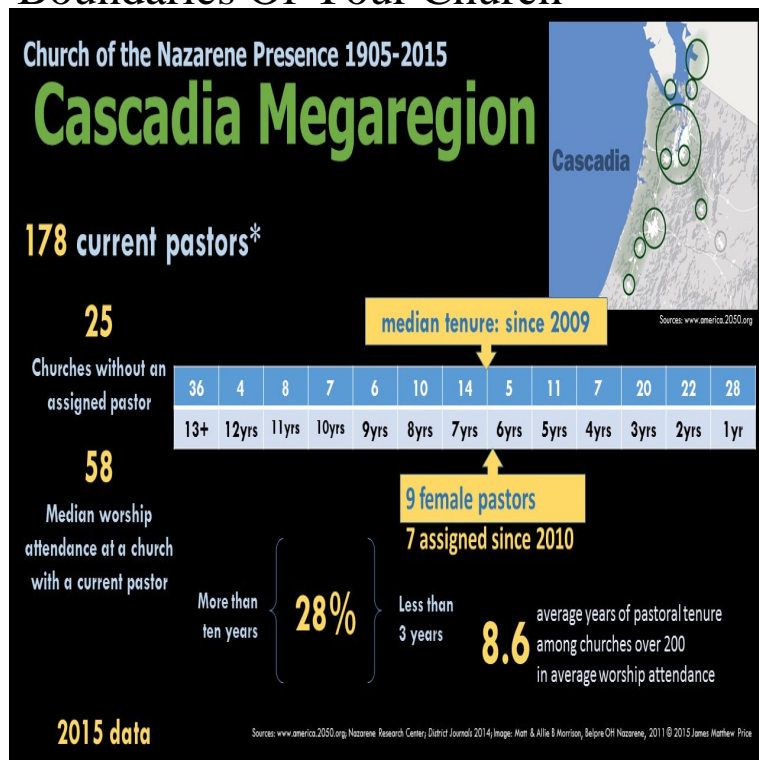 Boundaries Of Your Church
Church of the Nazarene Presence 1905-2015
Cascadia Megaregion
Cascadia
178 current pastors*
Sources: www.america.2050.org
25
Churches without an
assigned pastor
median tenure: since 2009
36 4 8 7 6 10 14 5 11 7 20 22 28
13+ 12yrs 11yrs 10yrs 9yrs 8yrs 7yrs 6yrs 5yrs 4yrs 3yrs 2yrs 1yr
58
Median worship
attendance at a church
with a current pastor
9 female pastors
7 assigned since 2010
More than
ten years
28%
Less than
3 years
8.6
average years of pastoral tenure
among churches over 200
in average worship attendance
2015 data
Sources: www.america.2050.org; Nazarene Research Center; District Journals 2014; Image: Matt & Allie B Morrison, Belpre OH Nazarene, 2011 © 2015 James Matthew Price